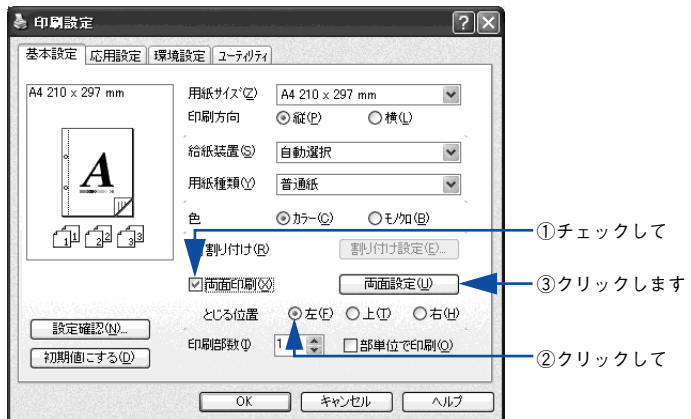 印刷設定
基本設定 応用設定 環境設定 ユーティリティ
A4 210 x 297 mm
A
1 1 2 2 3 3
用紙サイズ(Z) A4 210 x 297 mm
印刷方向 縦(P) 横(L)
給紙装置(S) 自動選択
用紙種類(Y) 普通紙
色 カラー(C) モノクロ(B)
割り付け(R) 割り付け設定(E)...
①チェックして
両面印刷(X) 両面設定(U)
③クリックします
とじる位置 左(F) 上(T) 右(H)
設定確認(N)...
印刷部数(I) 1 部単位で印刷(O)
②クリックして
初期値にする(D)
OK キャンセル ヘルプ